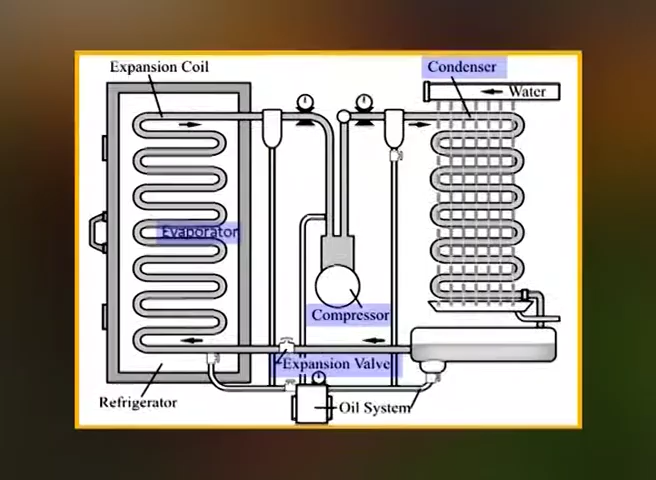 Expansion Coil
Condenser
Water
Evaporator
Compressor
Expansion Valve
Refrigerator
Oil System